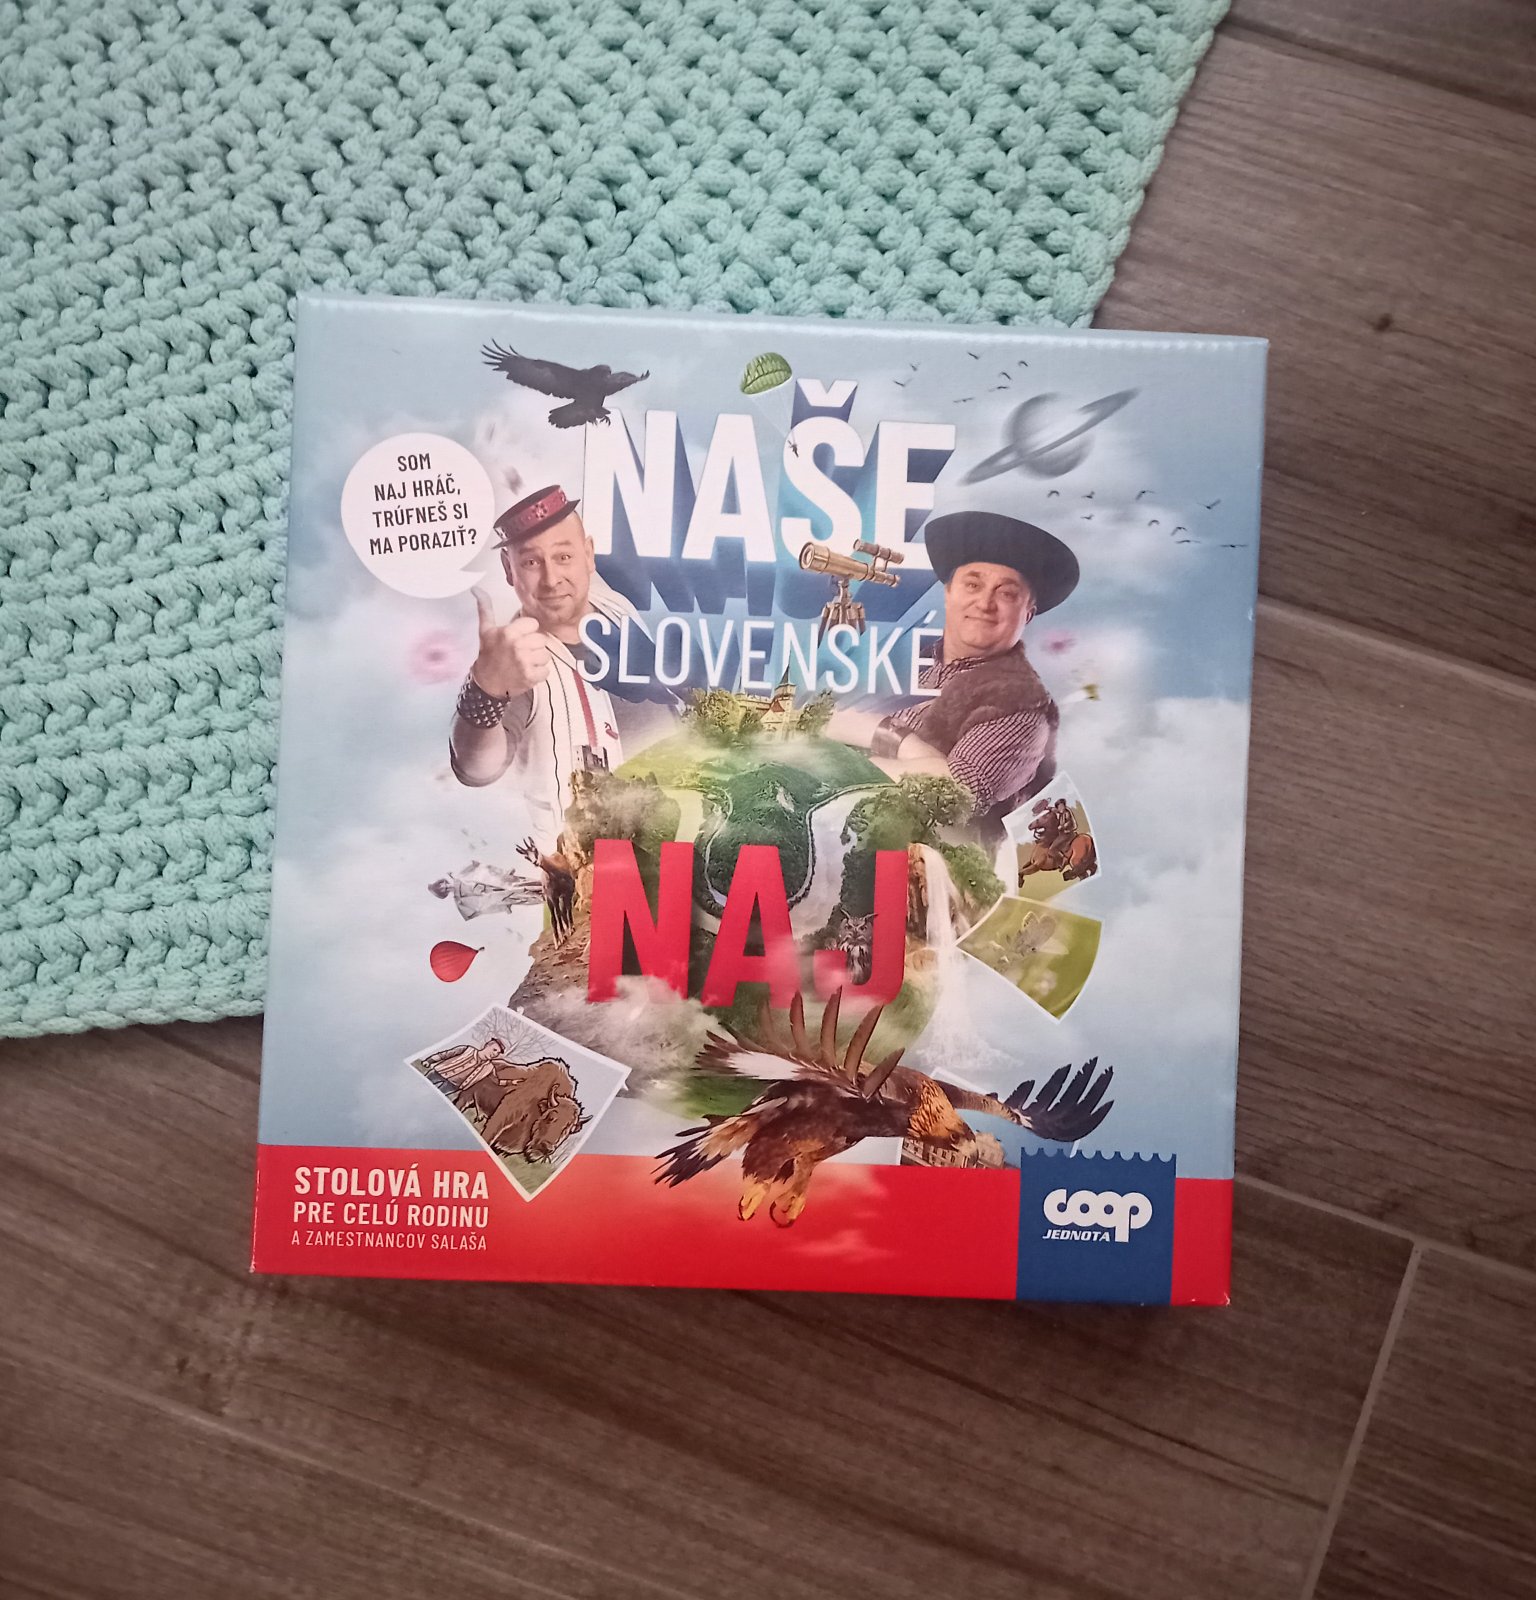 SOM
NAJ HRÁČ,
TRÚFNEŠ SI
MA PORAZIŤ?
NAŠE
SLOVENSKÉ
NAJ
STOLOVÁ HRA
PRE CELÚ RODINU
A ZAMESTNANCOV SALAŠA
coop
JEDNOTA